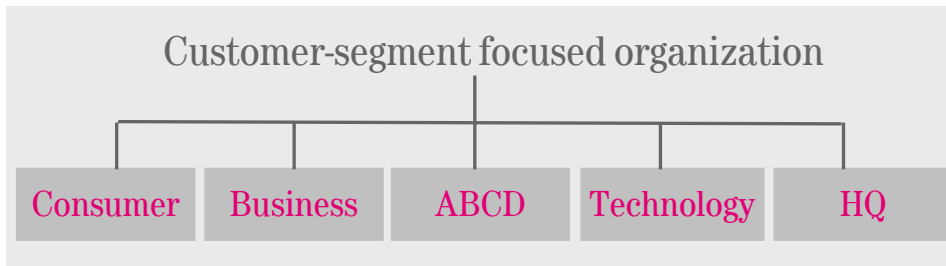 Customer-segment focused organization
Consumer
Business
ABCD
Technology
HQ